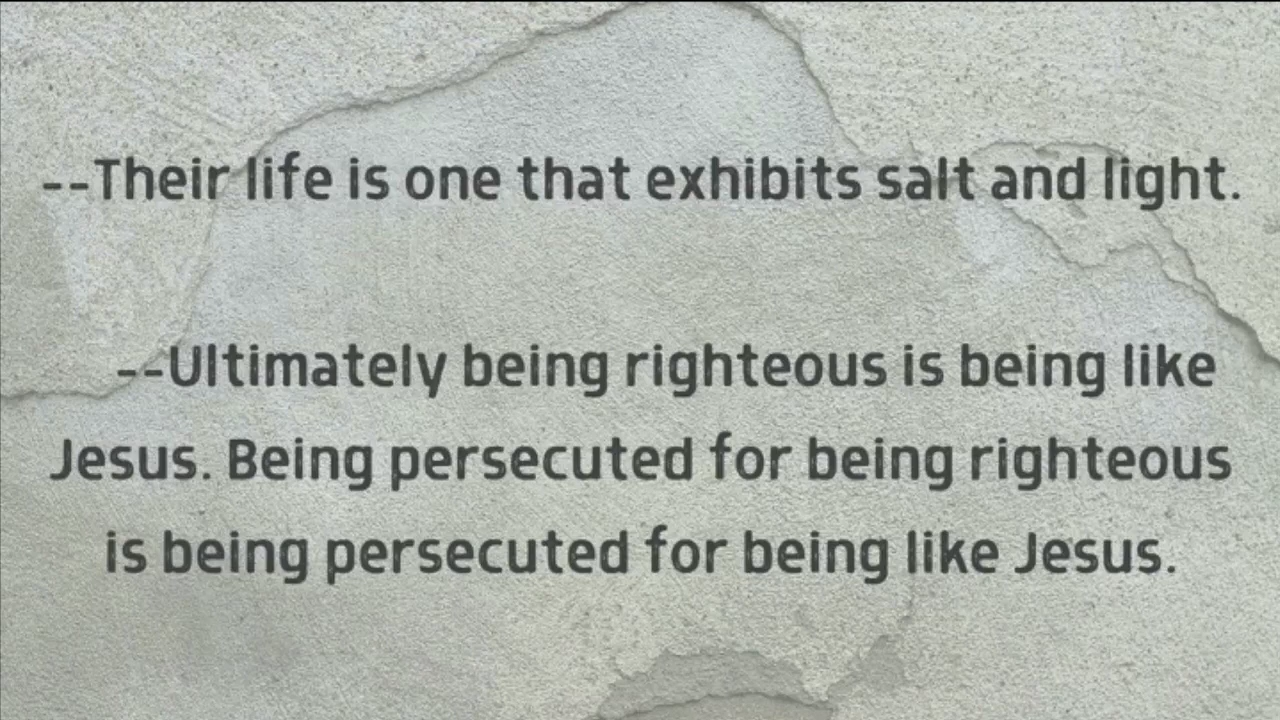 --Their life is one that exhibits salt and light.
--Ultimately being righteous is being like
Jesus. Being persecuted for being righteous
is being persecuted for being like Jesus.